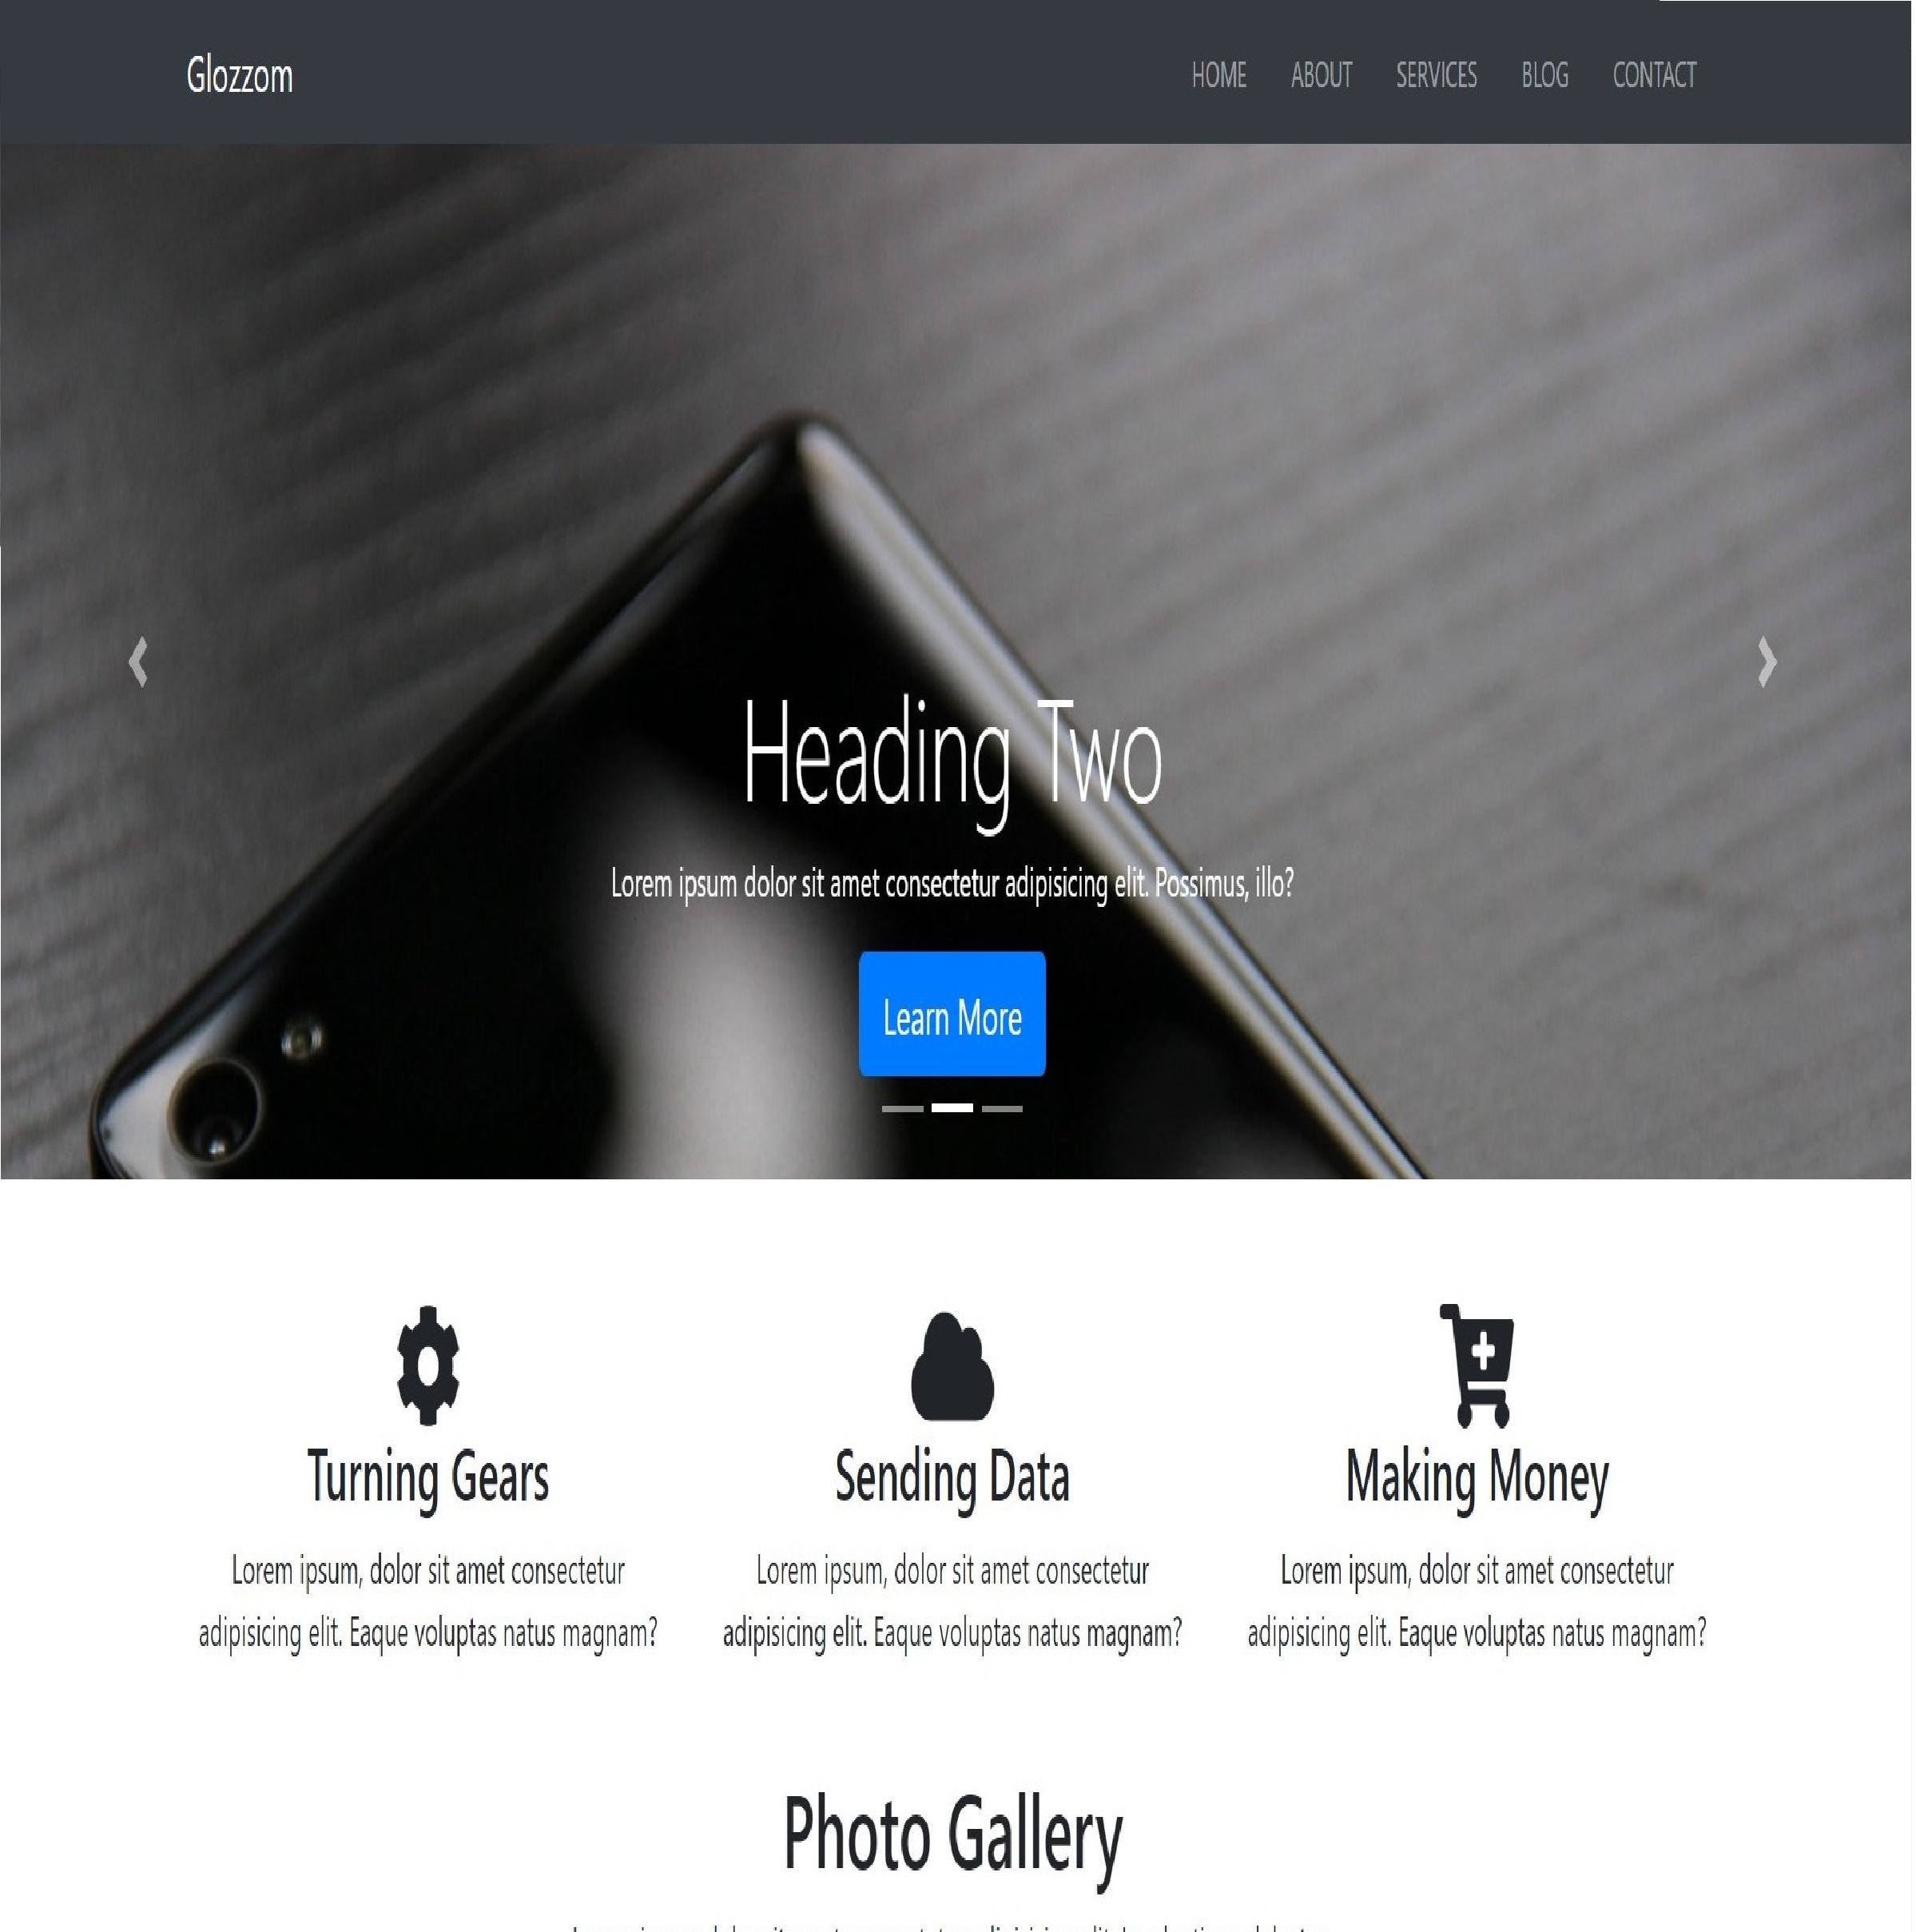 Glozzom
HOME ABOUT SERVICES BLOG CONTACT
Heading Two
Lorem ipsum dolor sit amet consectetur adipisicing elit. Possimus, illo?
Learn More
Turning Gears
Lorem ipsum, dolor sit amet consectetur
adipisicing elit. Eaque voluptas natus magnam?
Sending Data
Lorem ipsum, dolor sit amet consectetur
adipisicing elit. Eaque voluptas natus magnam?
Making Money
Lorem ipsum, dolor sit amet consectetur
adipisicing elit. Eaque voluptas natus magnam?
Photo Gallery